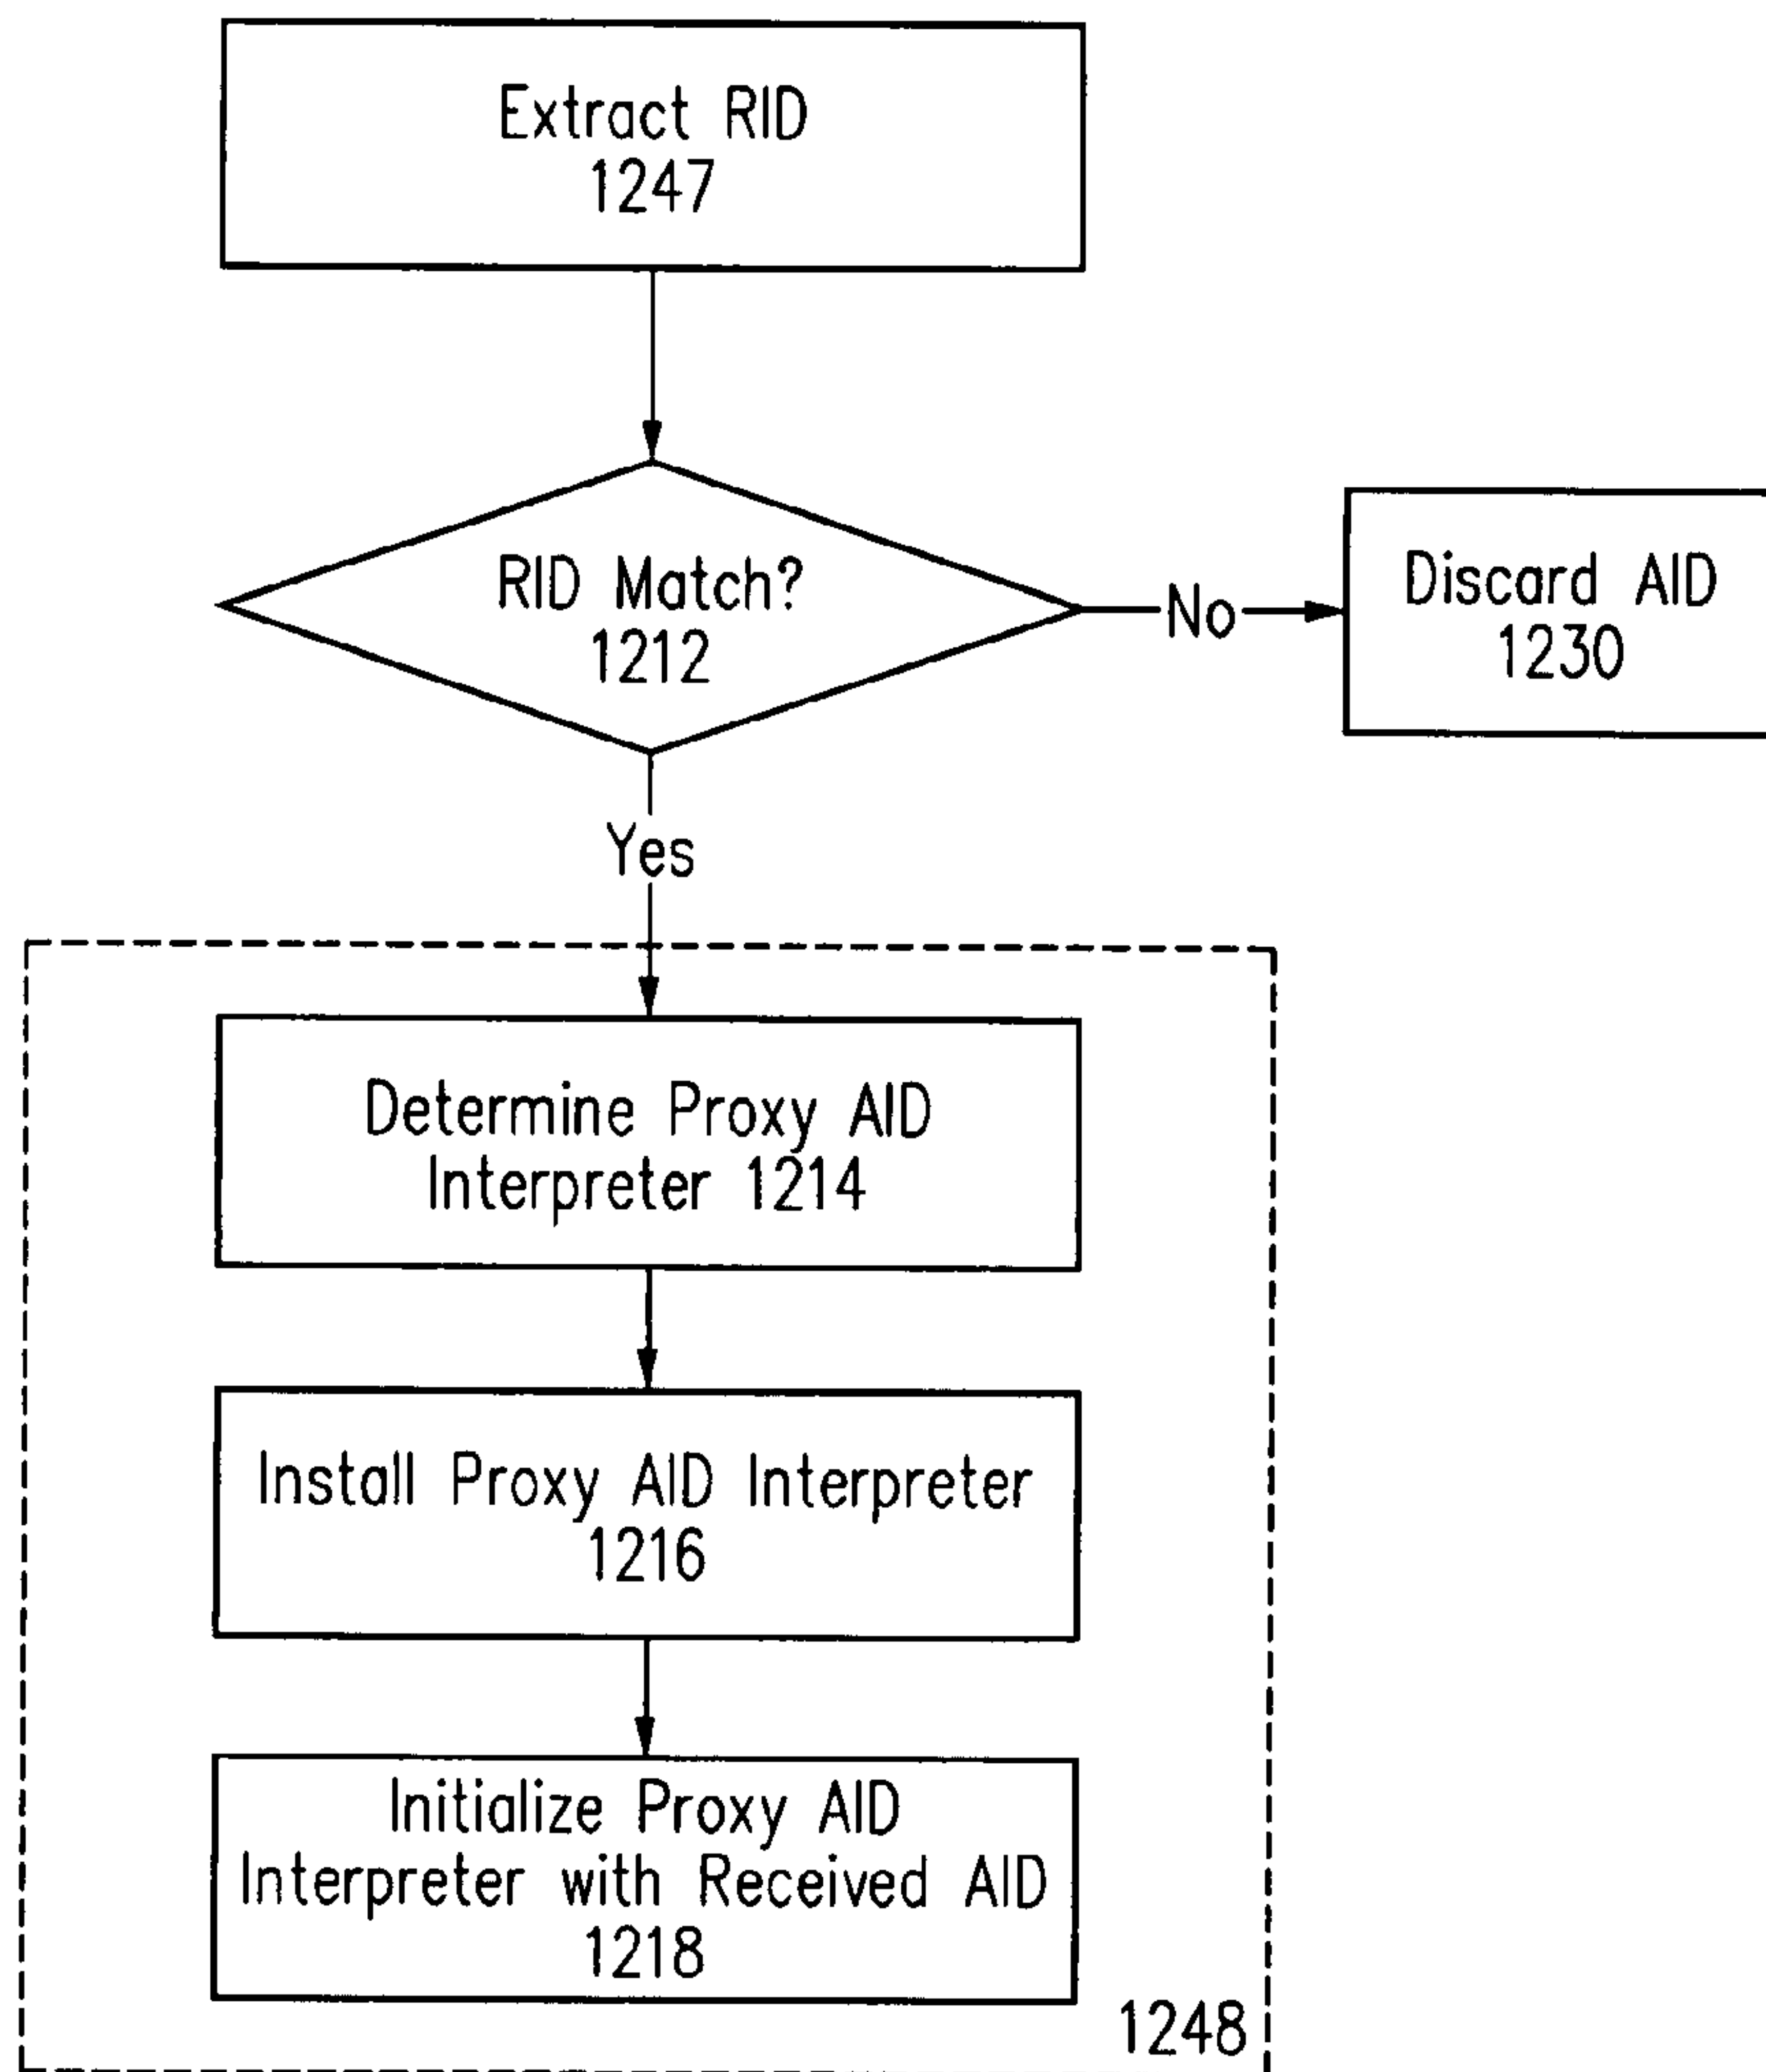 Extract RID
1247
RID Match?
1212
No
Discard AID
1230
Yes
Determine Proxy AID
Interpreter 1214
Install Proxy AID Interpreter
1216
Initialize Proxy AID
Interpreter with Received AID
1218
1248